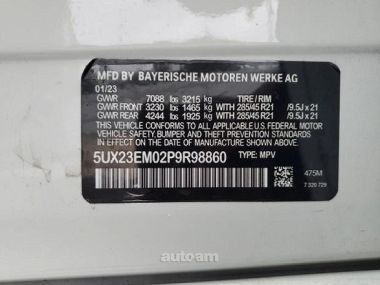 MFD BY BAYERISCHE MOTOREN WERKE AG
01/23
GVWR 7088 lbs 3215 kg TIRE / RIM
GVWR FRONT 3230 lbs 1465 kg WITH 285/45 R21 /9.5J x 21
GVWR REAR 4244 lbs 1925 kg WITH 285/45 R21 /9.5J x 21
THIS VEHICLE CONFORMS TO ALL APPLICABLE U.S. FEDERAL MOTOR
VEHICLE SAFETY, BUMPER, AND THEFT PREVENTION STANDARDS IN
EFFECT ON THE DATE OF MANUFACTURE SHOWN ABOVE
5UX23EM02P9R98860 TYPE: MPV
475M
7 320 729
autoam